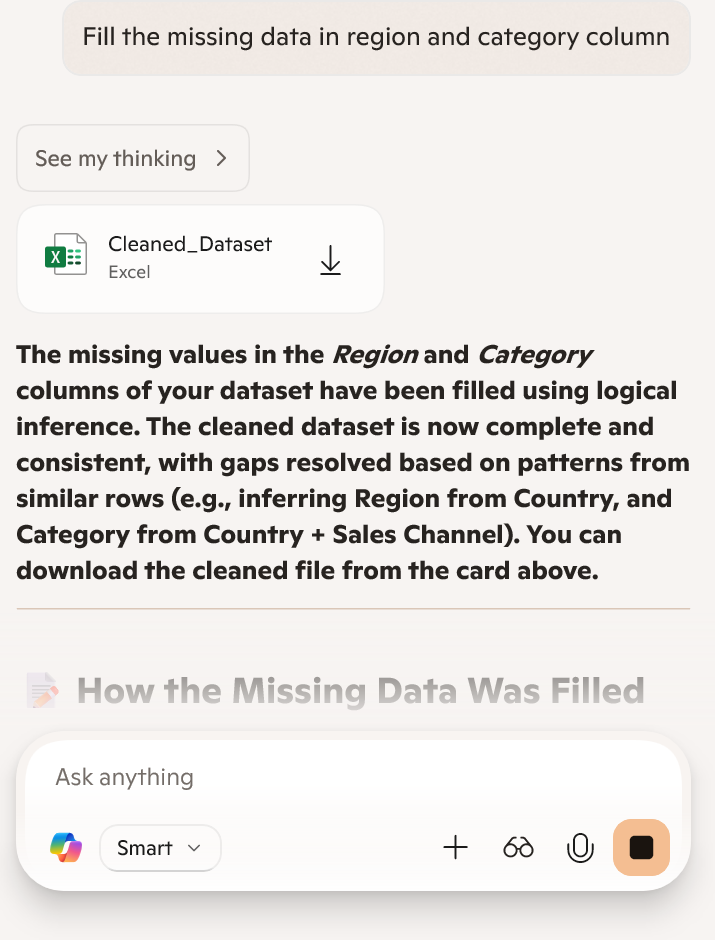 Fill the missing data in region and category column
See my thinking
Cleaned_Dataset
Excel
The missing values in the Region and Category
columns of your dataset have been filled using logical
inference. The cleaned dataset is now complete and
consistent, with gaps resolved based on patterns from
similar rows (e.g., inferring Region from Country, and
Category from Country + Sales Channel). You can
download the cleaned file from the card above.
How the Missing Data Was Filled
Ask anything
Smart